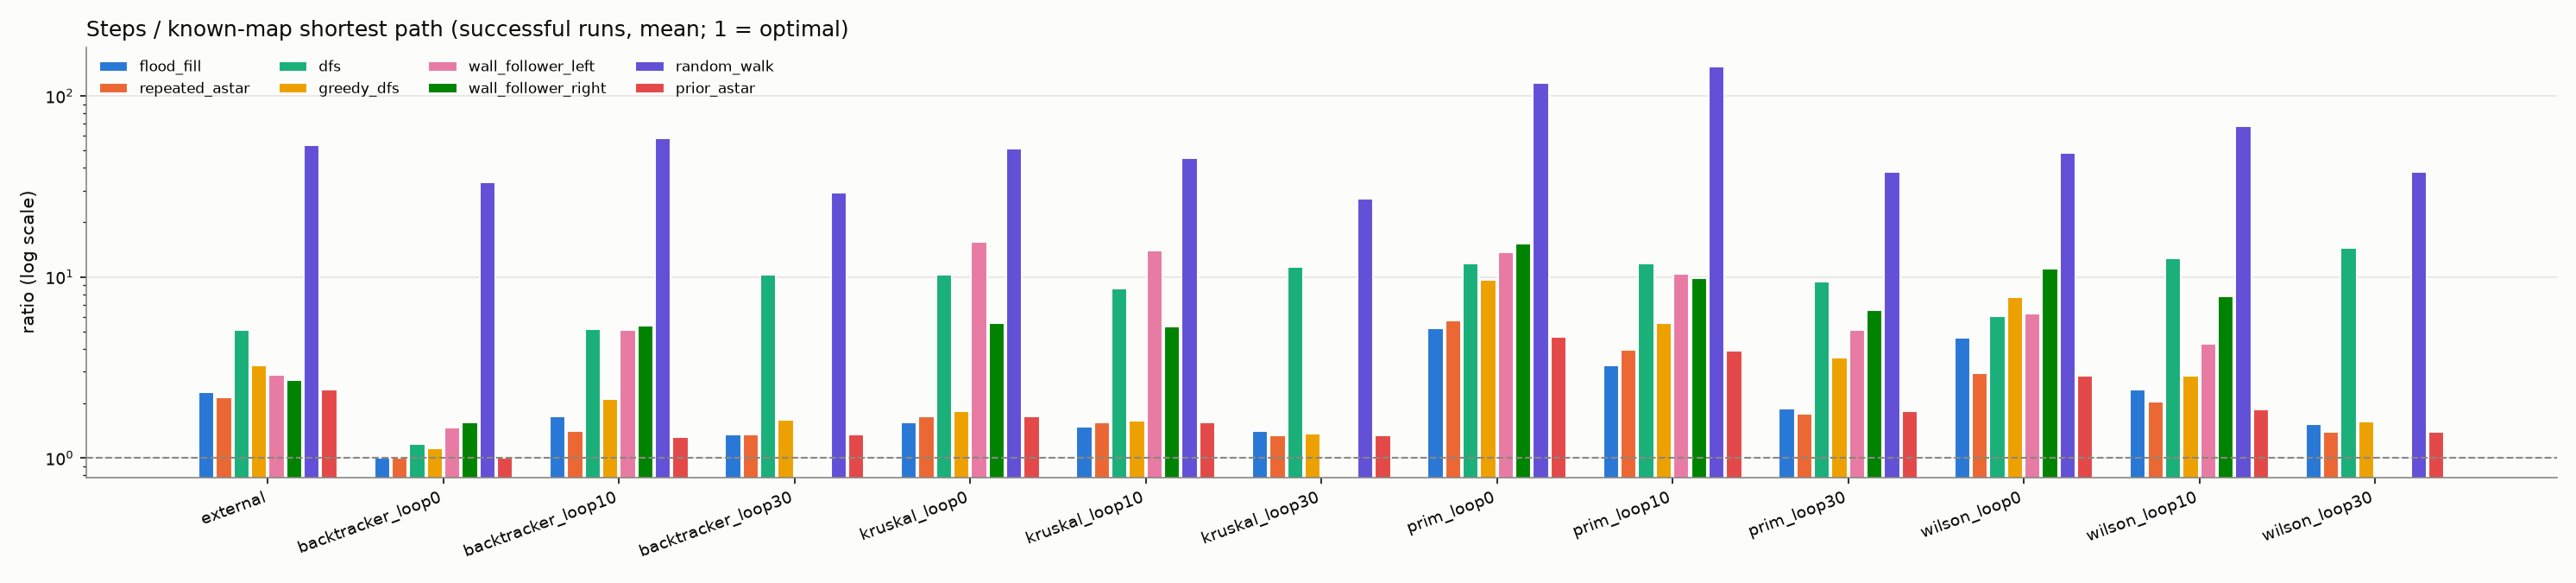 Steps / known-map shortest path (successful runs, mean; 1 = optimal)
flood_fill
repeated_astar
dfs
greedy_dfs
wall_follower_left
wall_follower_right
random_walk
prior_astar
ratio (log scale)
10²
10¹
10⁰
external
backtracker_loop0
backtracker_loop10
backtracker_loop30
kruskal_loop0
kruskal_loop10
kruskal_loop30
prim_loop0
prim_loop10
prim_loop30
wilson_loop0
wilson_loop10
wilson_loop30